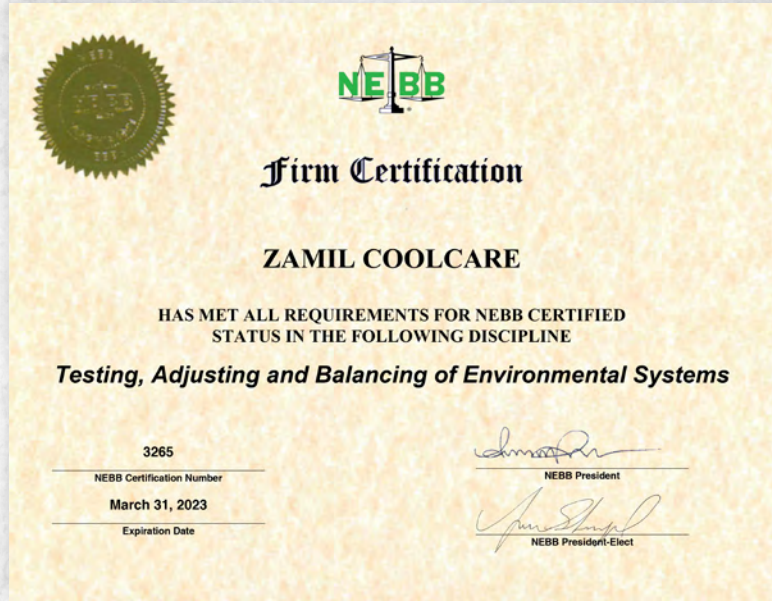 NEBB
NEBB
Firm Certification
ZAMIL COOLCARE
HAS MET ALL REQUIREMENTS FOR NEBB CERTIFIED
STATUS IN THE FOLLOWING DISCIPLINE
Testing, Adjusting and Balancing of Environmental Systems
3265
NEBB Certification Number
March 31, 2023
Expiration Date
NEBB President
NEBB President-Elect